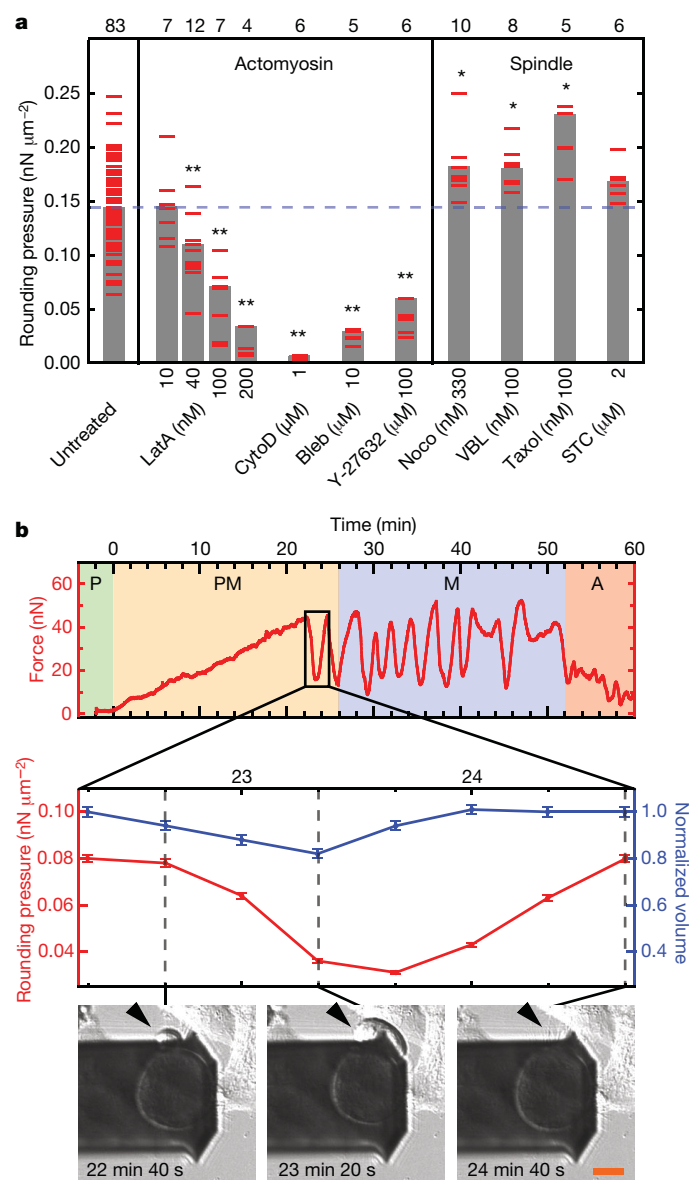 a
83 7 12 7 4 6 5 6 10 8 5 6
Actomyosin Spindle
Rounding pressure (nN μm⁻²)
0.25
0.20
0.15
0.10
0.05
0.00
* * *
** ** ** ** ** **
10 40 100 200 1 10 100 330 100 100 2
Untreated
LatA (nM)
CytoD (μM)
Bleb (μM)
Y-27632 (μM)
Noco (nM)
VBL (nM)
Taxol (nM)
STC (μM)
b
Time (min)
0 10 20 30 40 50 60
P PM M A
Force (nN)
60
40
20
0
23 24
Rounding pressure (nN μm⁻²)
0.10
0.08
0.06
0.04
Normalized volume
1.0
0.8
0.6
0.4
22 min 40 s
23 min 20 s
24 min 40 s